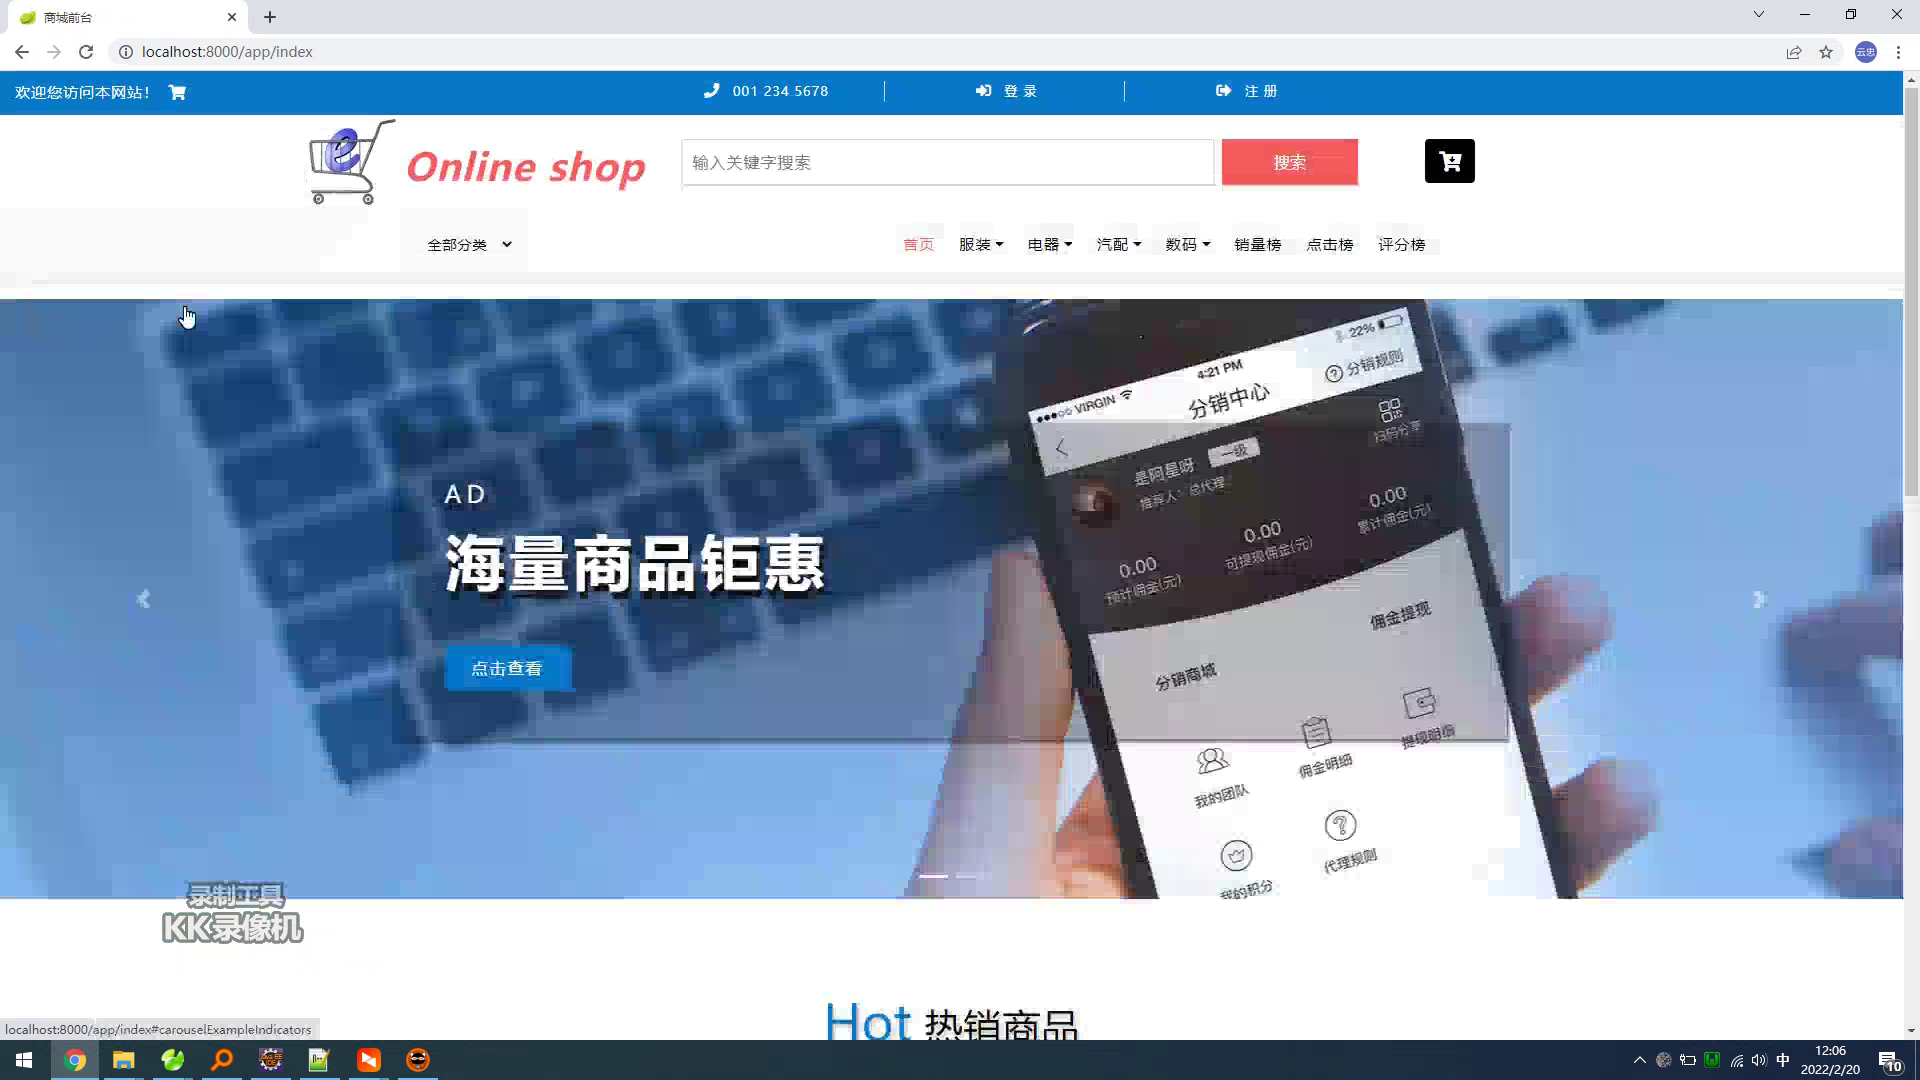 商城前台
localhost:8000/app/index
云忠
欢迎您访问本网站！
001 234 5678
登 录
注 册
Online shop
输入关键字搜索
搜索
全部分类
首页 服装 电器 汽配 数码 销量榜 点击榜 评分榜
VIRGIN 4:21 PM 22%
分销中心
分销规则
扫码分享
是阿星呀 一级
推荐人：总代理
0.00 0.00 0.00
预计佣金(元) 可提现佣金(元) 累计佣金(元)
AD
海量商品钜惠
点击查看
分销商城 佣金提现
我的团队 佣金明细 提现明细
我的积分 代理规则
录制工具
KK录像机
Hot 热销商品
localhost:8000/app/index#carouselExampleIndicators
中
12:06
2022/2/20
10